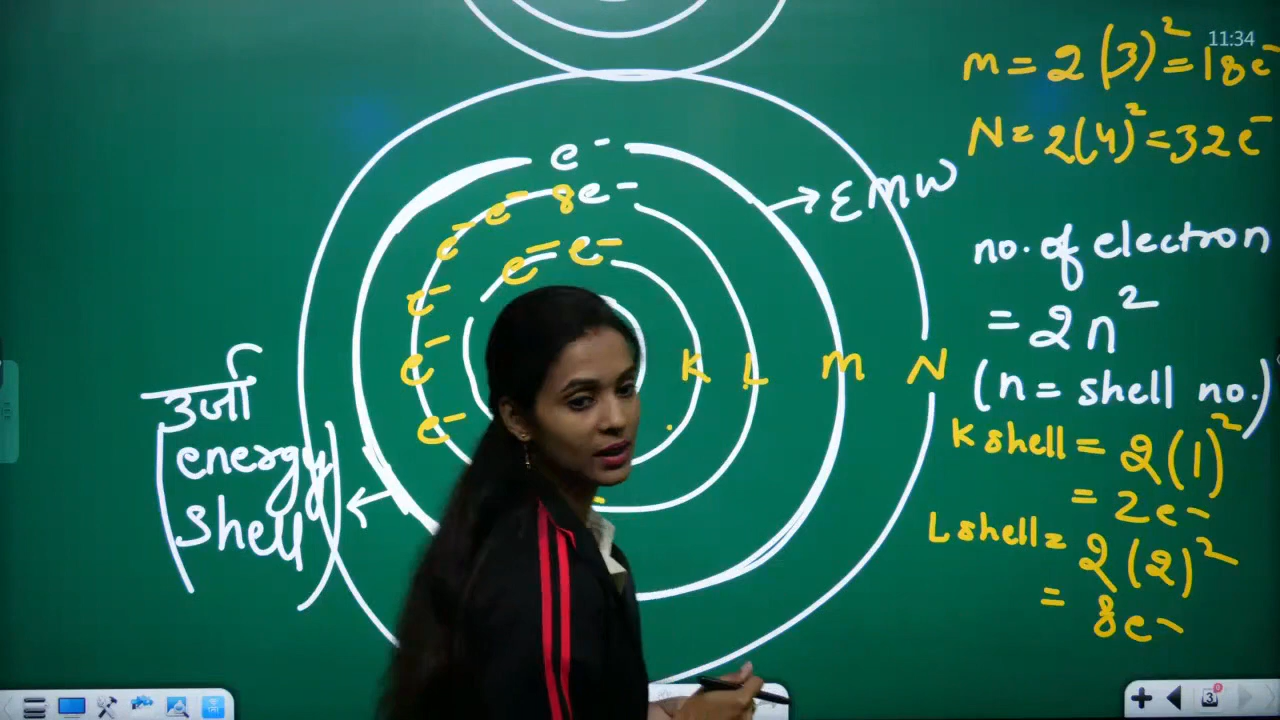 11:34
M = 2(3)² = 18e⁻
N = 2(4)² = 32e⁻
e⁻
8e⁻
e⁻
e⁻
e⁻
e⁻
e⁻
e⁻
e⁻
→ EMW
no. of electron
= 2n²
(n = shell no.)
K L M N
उर्जा
(energy
shell)
K shell = 2(1)²
= 2e⁻
L shell = 2(2)²
= 8e⁻
3